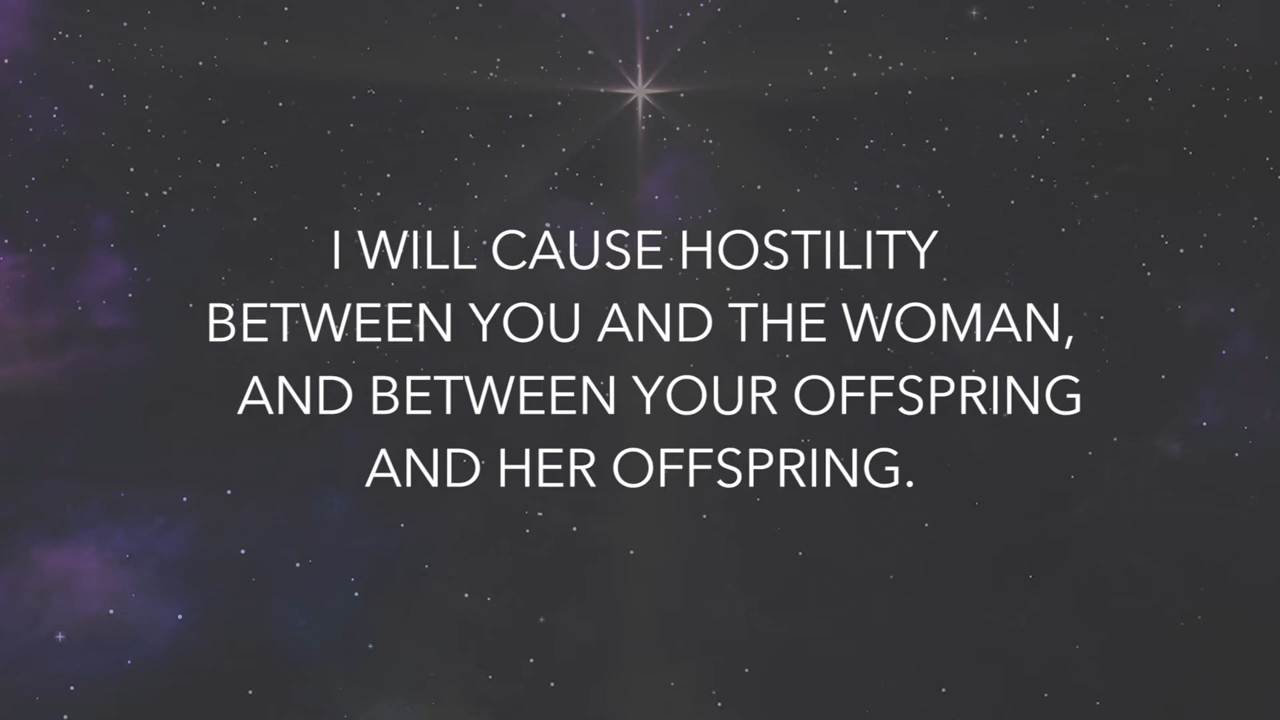 I WILL CAUSE HOSTILITY
BETWEEN YOU AND THE WOMAN,
AND BETWEEN YOUR OFFSPRING
AND HER OFFSPRING.